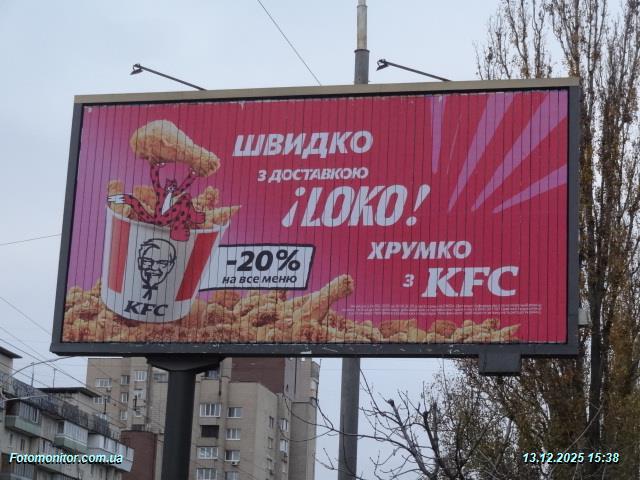 ШВИДКО
З ДОСТАВКОЮ
¡LOKO!
ХРУМКО
З KFC
-20%
НА ВСЕ МЕНЮ
KFC
Fotomonitor.com.ua
13.12.2025 15:38